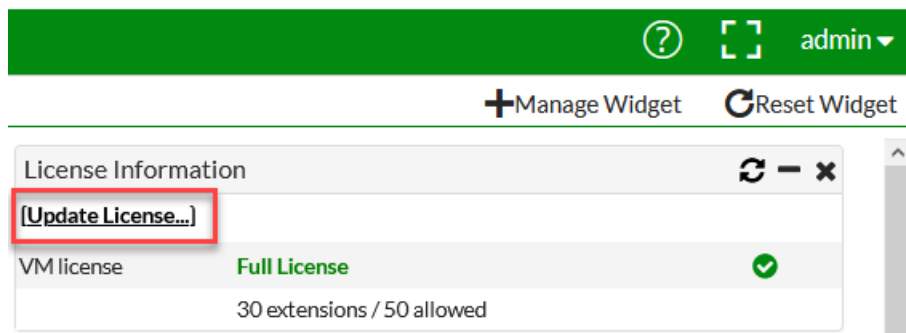 admin
Manage Widget Reset Widget
License Information
[Update License...]
VM license Full License
30 extensions / 50 allowed